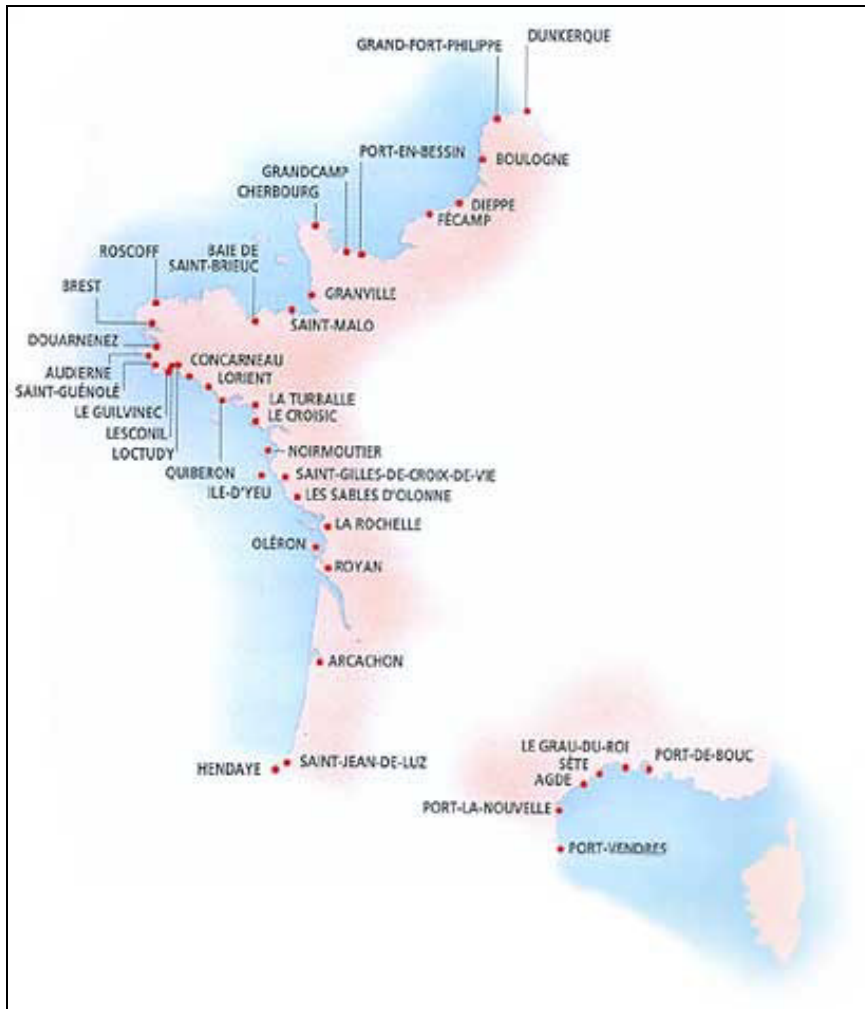 DUNKERQUE
GRAND-FORT-PHILIPPE
PORT-EN-BESSIN
BOULOGNE
GRANDCAMP
CHERBOURG
DIEPPE
FÉCAMP
ROSCOFF
BAIE DE
SAINT-BRIEUC
BREST
GRANVILLE
SAINT-MALO
DOUARNENEZ
CONCARNEAU
AUDIERNE
LORIENT
SAINT-GUÉNOLÉ
LA TURBALLE
LE GUILVINEC
LE CROISIC
LESCONIL
LOCTUDY
NOIRMOUTIER
QUIBERON
SAINT-GILLES-DE-CROIX-DE-VIE
ILE-D'YEU
LES SABLES D'OLONNE
LA ROCHELLE
OLÉRON
ROYAN
ARCACHON
HENDAYE
SAINT-JEAN-DE-LUZ
LE GRAU-DU-ROI
PORT-DE-BOUC
SÈTE
AGDE
PORT-LA-NOUVELLE
PORT-VENDRES